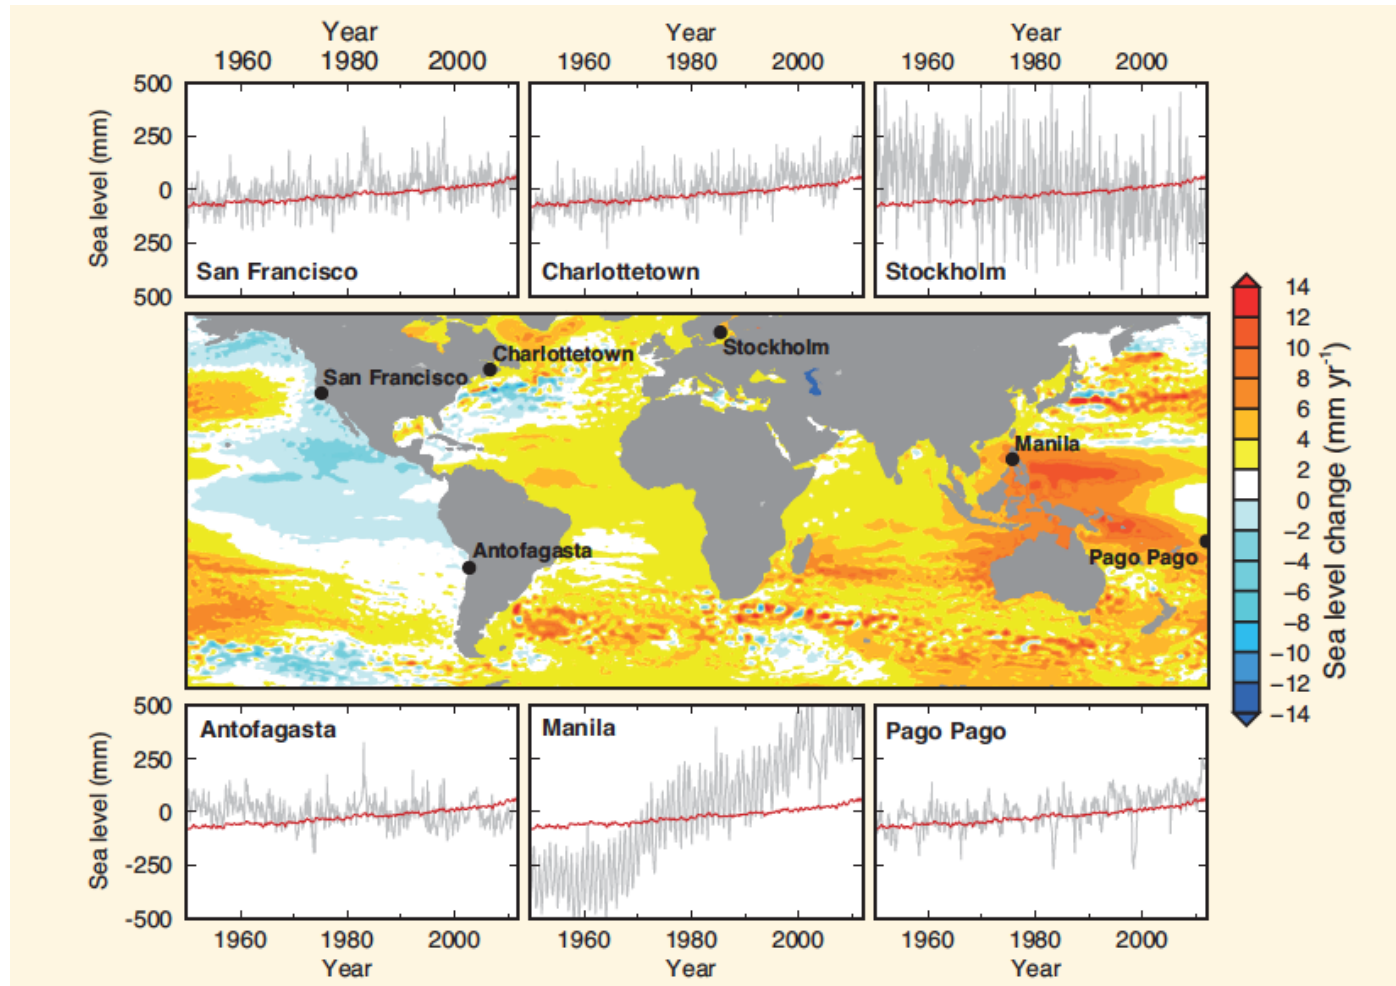 Year Year Year
1960 1980 2000 1960 1980 2000 1960 1980 2000
500
250
0
250
500
Sea level (mm)
San Francisco
Charlottetown
Stockholm
Charlottetown
Stockholm
San Francisco
Manila
Antofagasta
Pago Pago
14
12
10
8
6
4
2
0
−2
−4
−6
−8
−10
−12
−14
Sea level change (mm yr-1)
500
250
0
-250
-500
Sea level (mm)
Antofagasta
Manila
Pago Pago
1960 1980 2000 1960 1980 2000 1960 1980 2000
Year Year Year